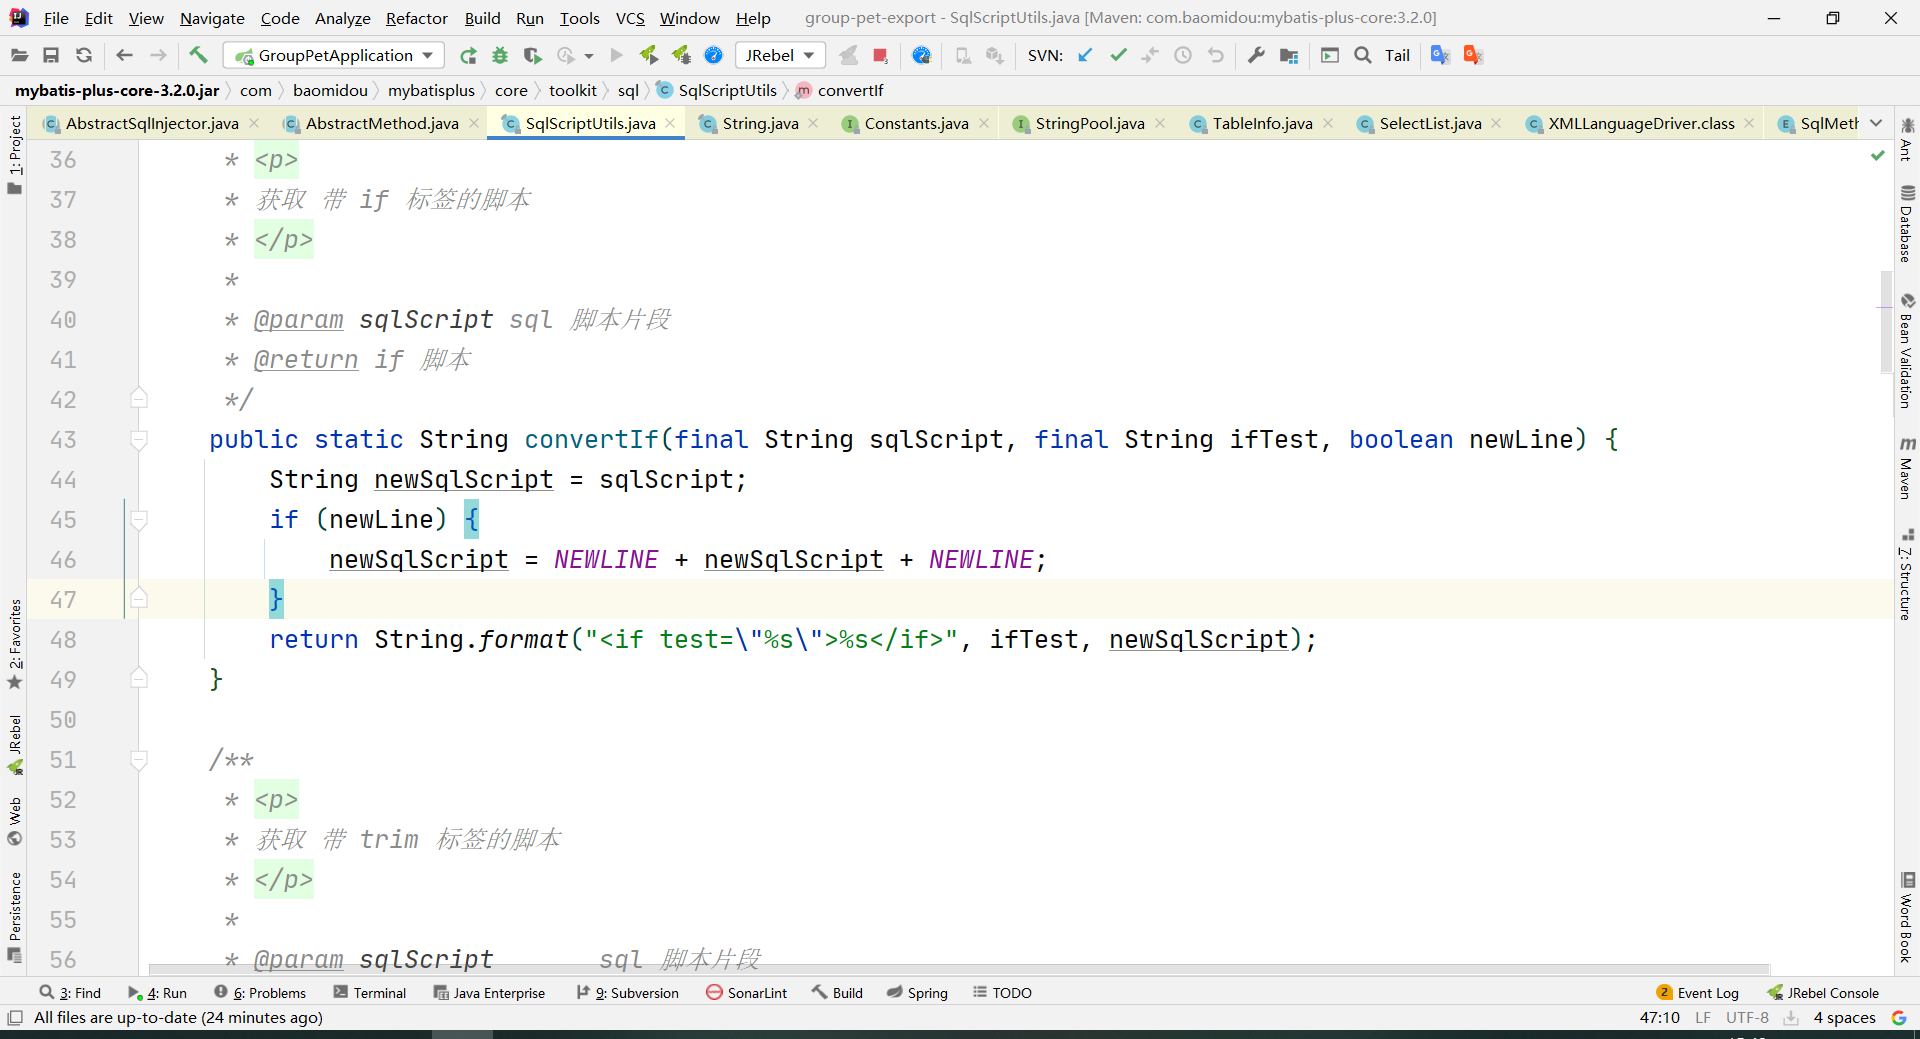 File Edit View Navigate Code Analyze Refactor Build Run Tools VCS Window Help group-pet-export - SqlScriptUtils.java [Maven: com.baomidou:mybatis-plus-core:3.2.0]
GroupPetApplication JRebel SVN: Tail
mybatis-plus-core-3.2.0.jar com baomidou mybatisplus core toolkit sql SqlScriptUtils convertIf
AbstractSqlInjector.java AbstractMethod.java SqlScriptUtils.java String.java Constants.java StringPool.java TableInfo.java SelectList.java XMLLanguageDriver.class SqlMeth
1: Project
2: Favorites
JRebel
Web
Persistence
36 * <p>
37 * 获取 带 if 标签的脚本
38 * </p>
39 *
40 * @param sqlScript sql 脚本片段
41 * @return if 脚本
42 */
43 public static String convertIf(final String sqlScript, final String ifTest, boolean newLine) {
44 String newSqlScript = sqlScript;
45 if (newLine) {
46 newSqlScript = NEWLINE + newSqlScript + NEWLINE;
47 }
48 return String.format("<if test=\"%s\">%s</if>", ifTest, newSqlScript);
49 }
50
51 /**
52 * <p>
53 * 获取 带 trim 标签的脚本
54 * </p>
55 *
56 * @param sqlScript sql 脚本片段
Ant
Database
Bean Validation
Maven
7: Structure
Word Book
3: Find 4: Run 6: Problems Terminal Java Enterprise 9: Subversion SonarLint Build Spring TODO 2 Event Log JRebel Console
All files are up-to-date (24 minutes ago) 47:10 LF UTF-8 4 spaces